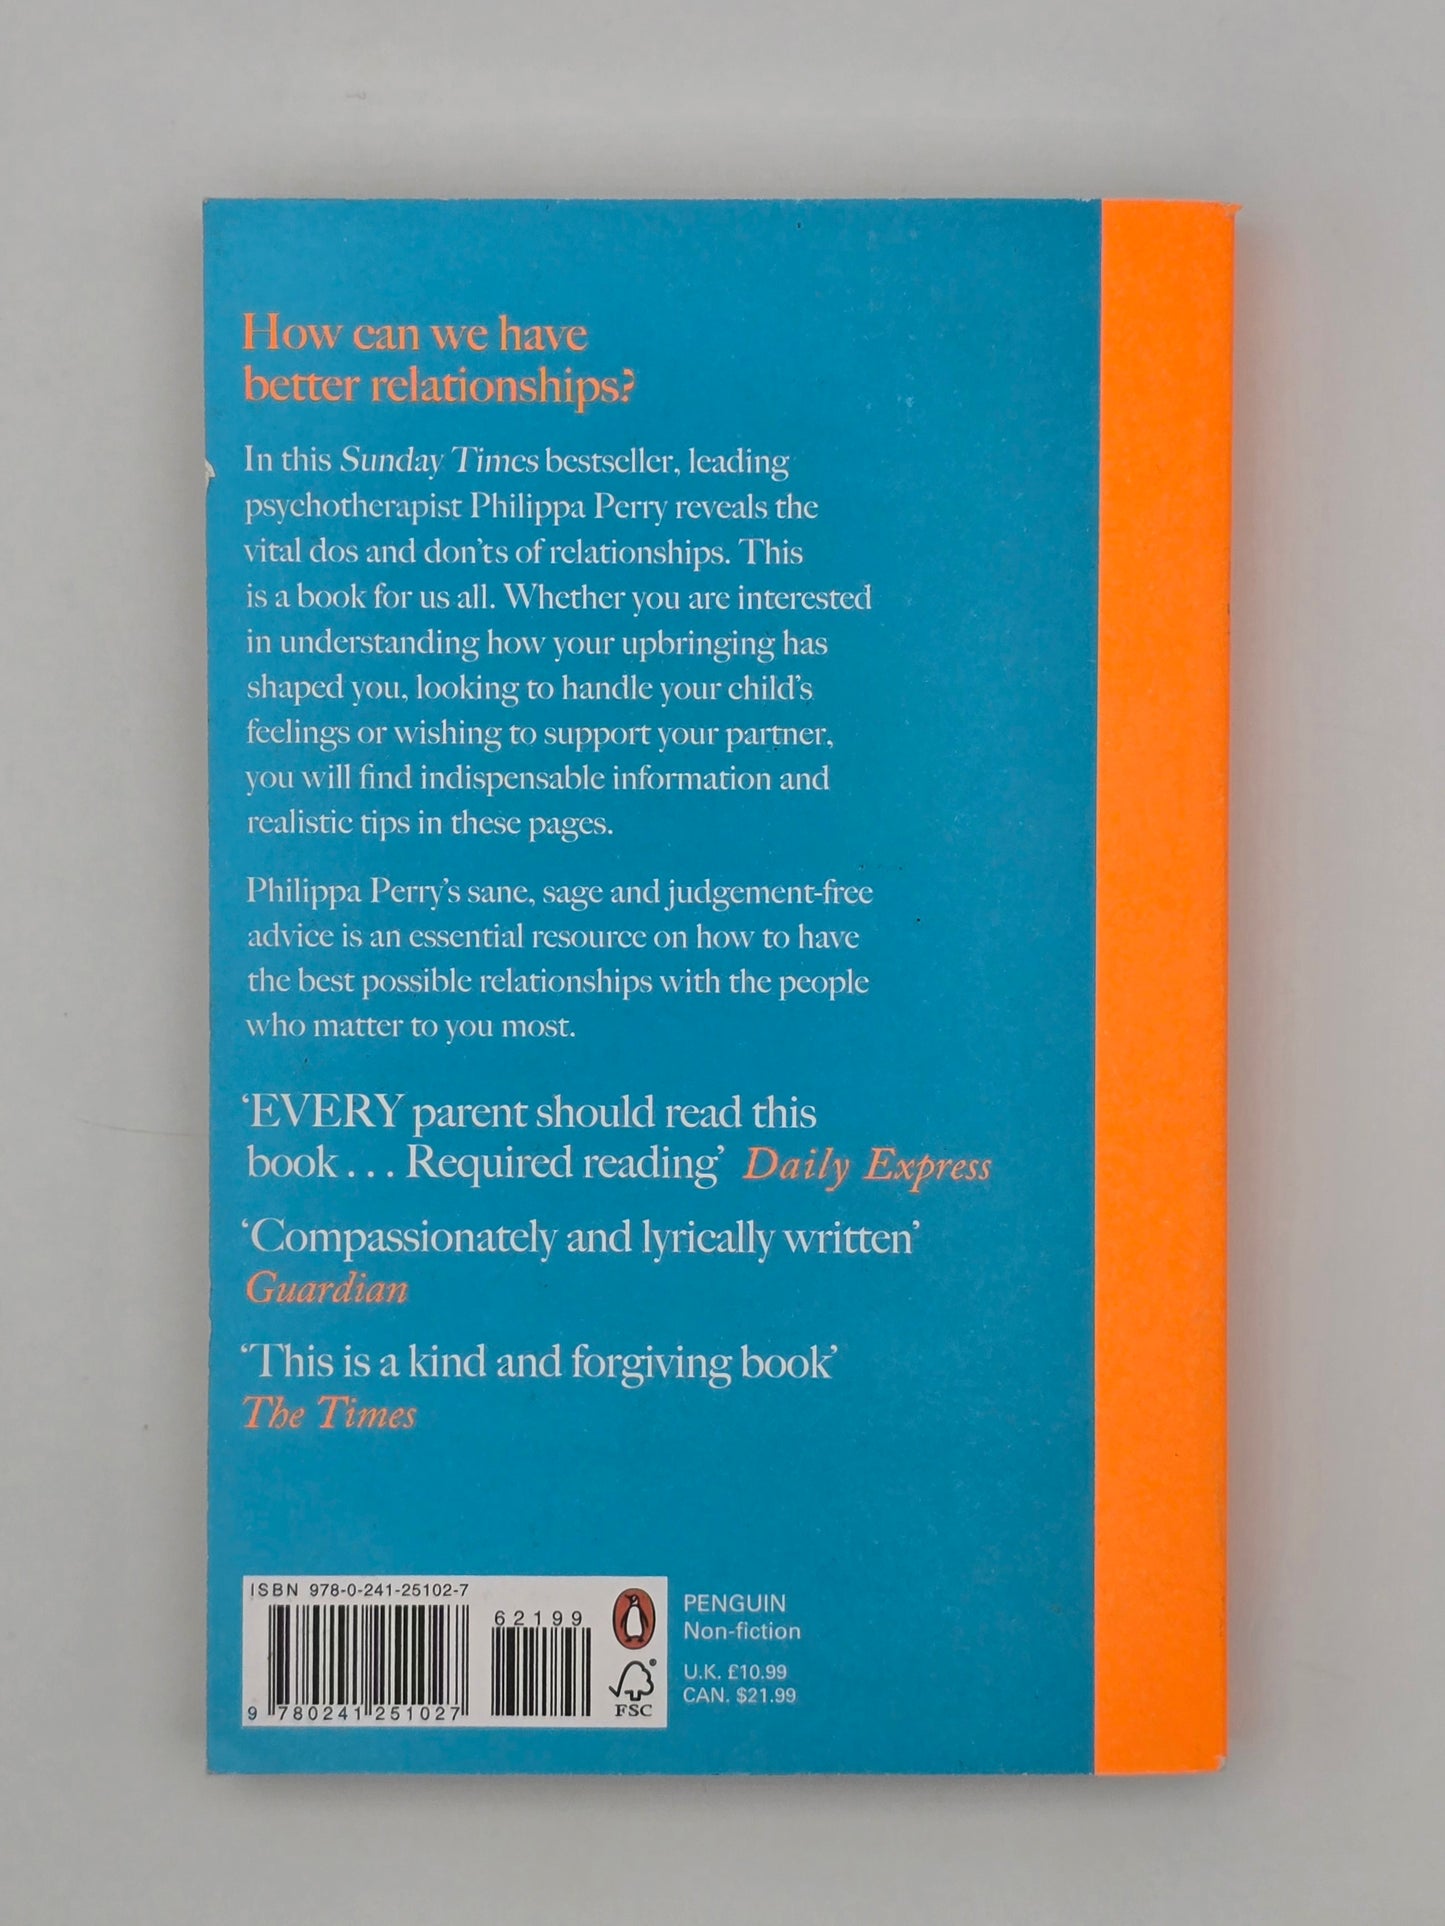 How can we have
better relationships?
In this Sunday Times bestseller, leading
psychotherapist Philippa Perry reveals the
vital dos and don'ts of relationships. This
is a book for us all. Whether you are interested
in understanding how your upbringing has
shaped you, looking to handle your child's
feelings or wishing to support your partner,
you will find indispensable information and
realistic tips in these pages.
Philippa Perry's sane, sage and judgement-free
advice is an essential resource on how to have
the best possible relationships with the people
who matter to you most.
‘EVERY parent should read this
book . . . Required reading’ Daily Express
‘Compassionately and lyrically written’
Guardian
‘This is a kind and forgiving book’
The Times
ISBN 978-0-241-25102-7
62199
9 780241 251027
FSC
PENGUIN
Non-fiction
U.K. £10.99
CAN. $21.99